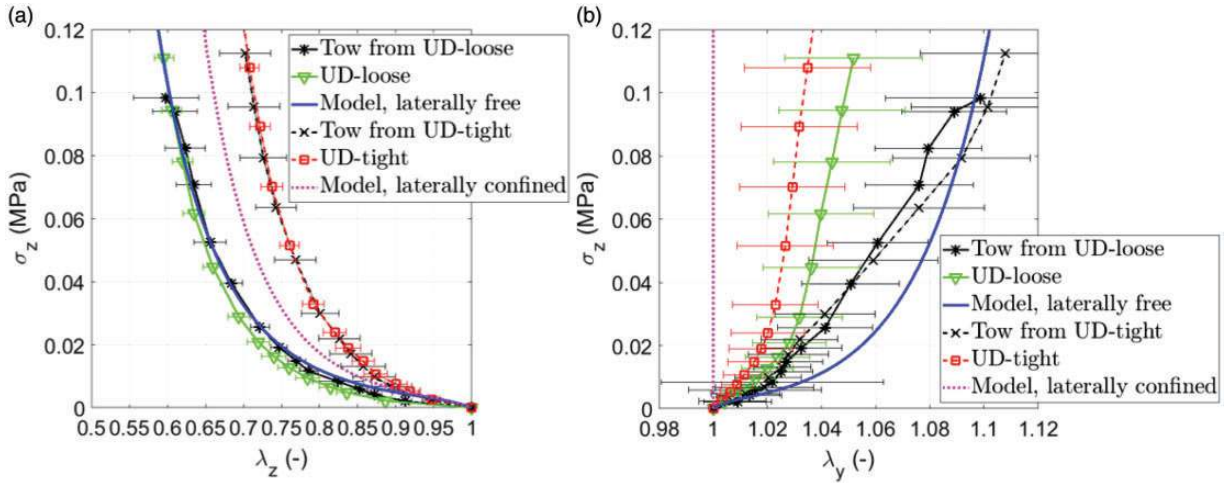 (a)
0.12
0.1
0.08
0.06
0.04
0.02
0
σz (MPa)
0.5 0.55 0.6 0.65 0.7 0.75 0.8 0.85 0.9 0.95 1
λz (-)
Tow from UD-loose
UD-loose
Model, laterally free
Tow from UD-tight
UD-tight
Model, laterally confined
(b)
0.12
0.1
0.08
0.06
0.04
0.02
0
σz (MPa)
0.98 1 1.02 1.04 1.06 1.08 1.1 1.12
λy (-)
Tow from UD-loose
UD-loose
Model, laterally free
Tow from UD-tight
UD-tight
Model, laterally confined